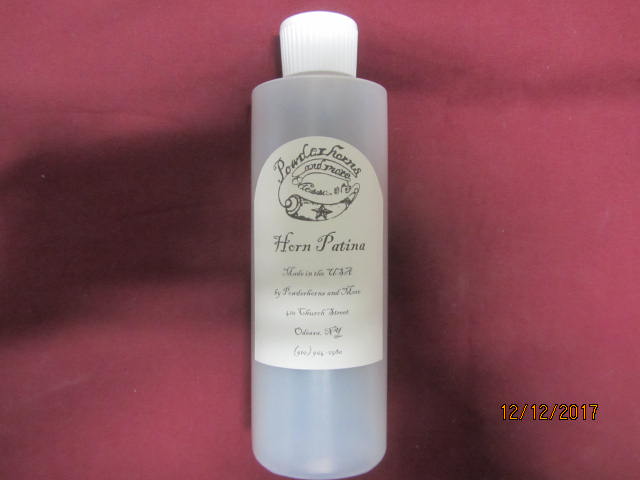 Powderhorns
and more
Horn Patina
Made in the USA
by Powderhorns and More
Church Street
Odessa, NY
12/12/2017